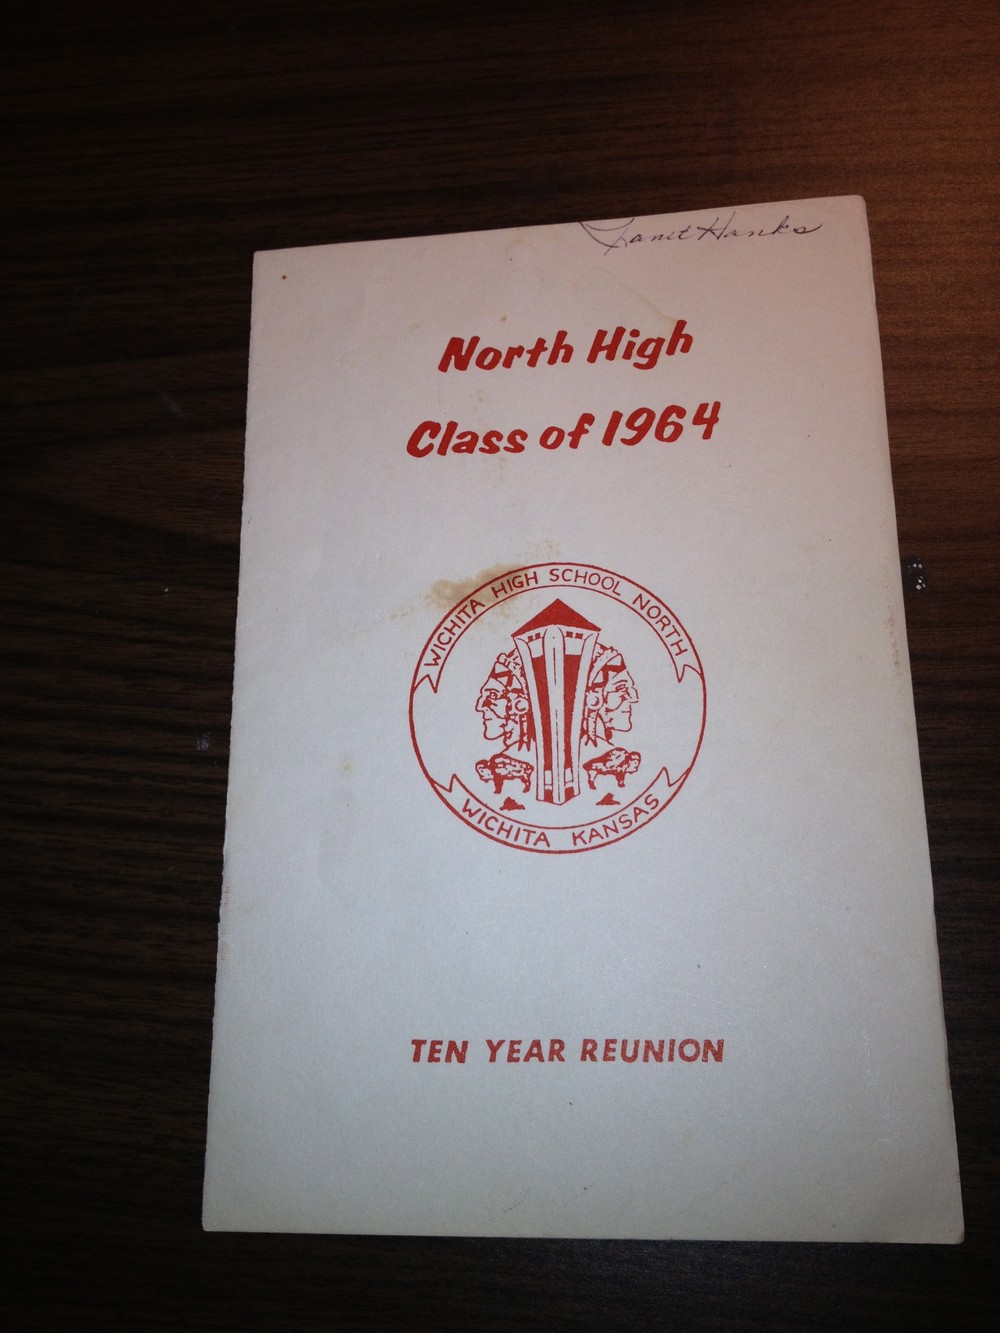 Janet Hanks
North High
Class of 1964
WICHITA HIGH SCHOOL NORTH
WICHITA KANSAS
TEN YEAR REUNION